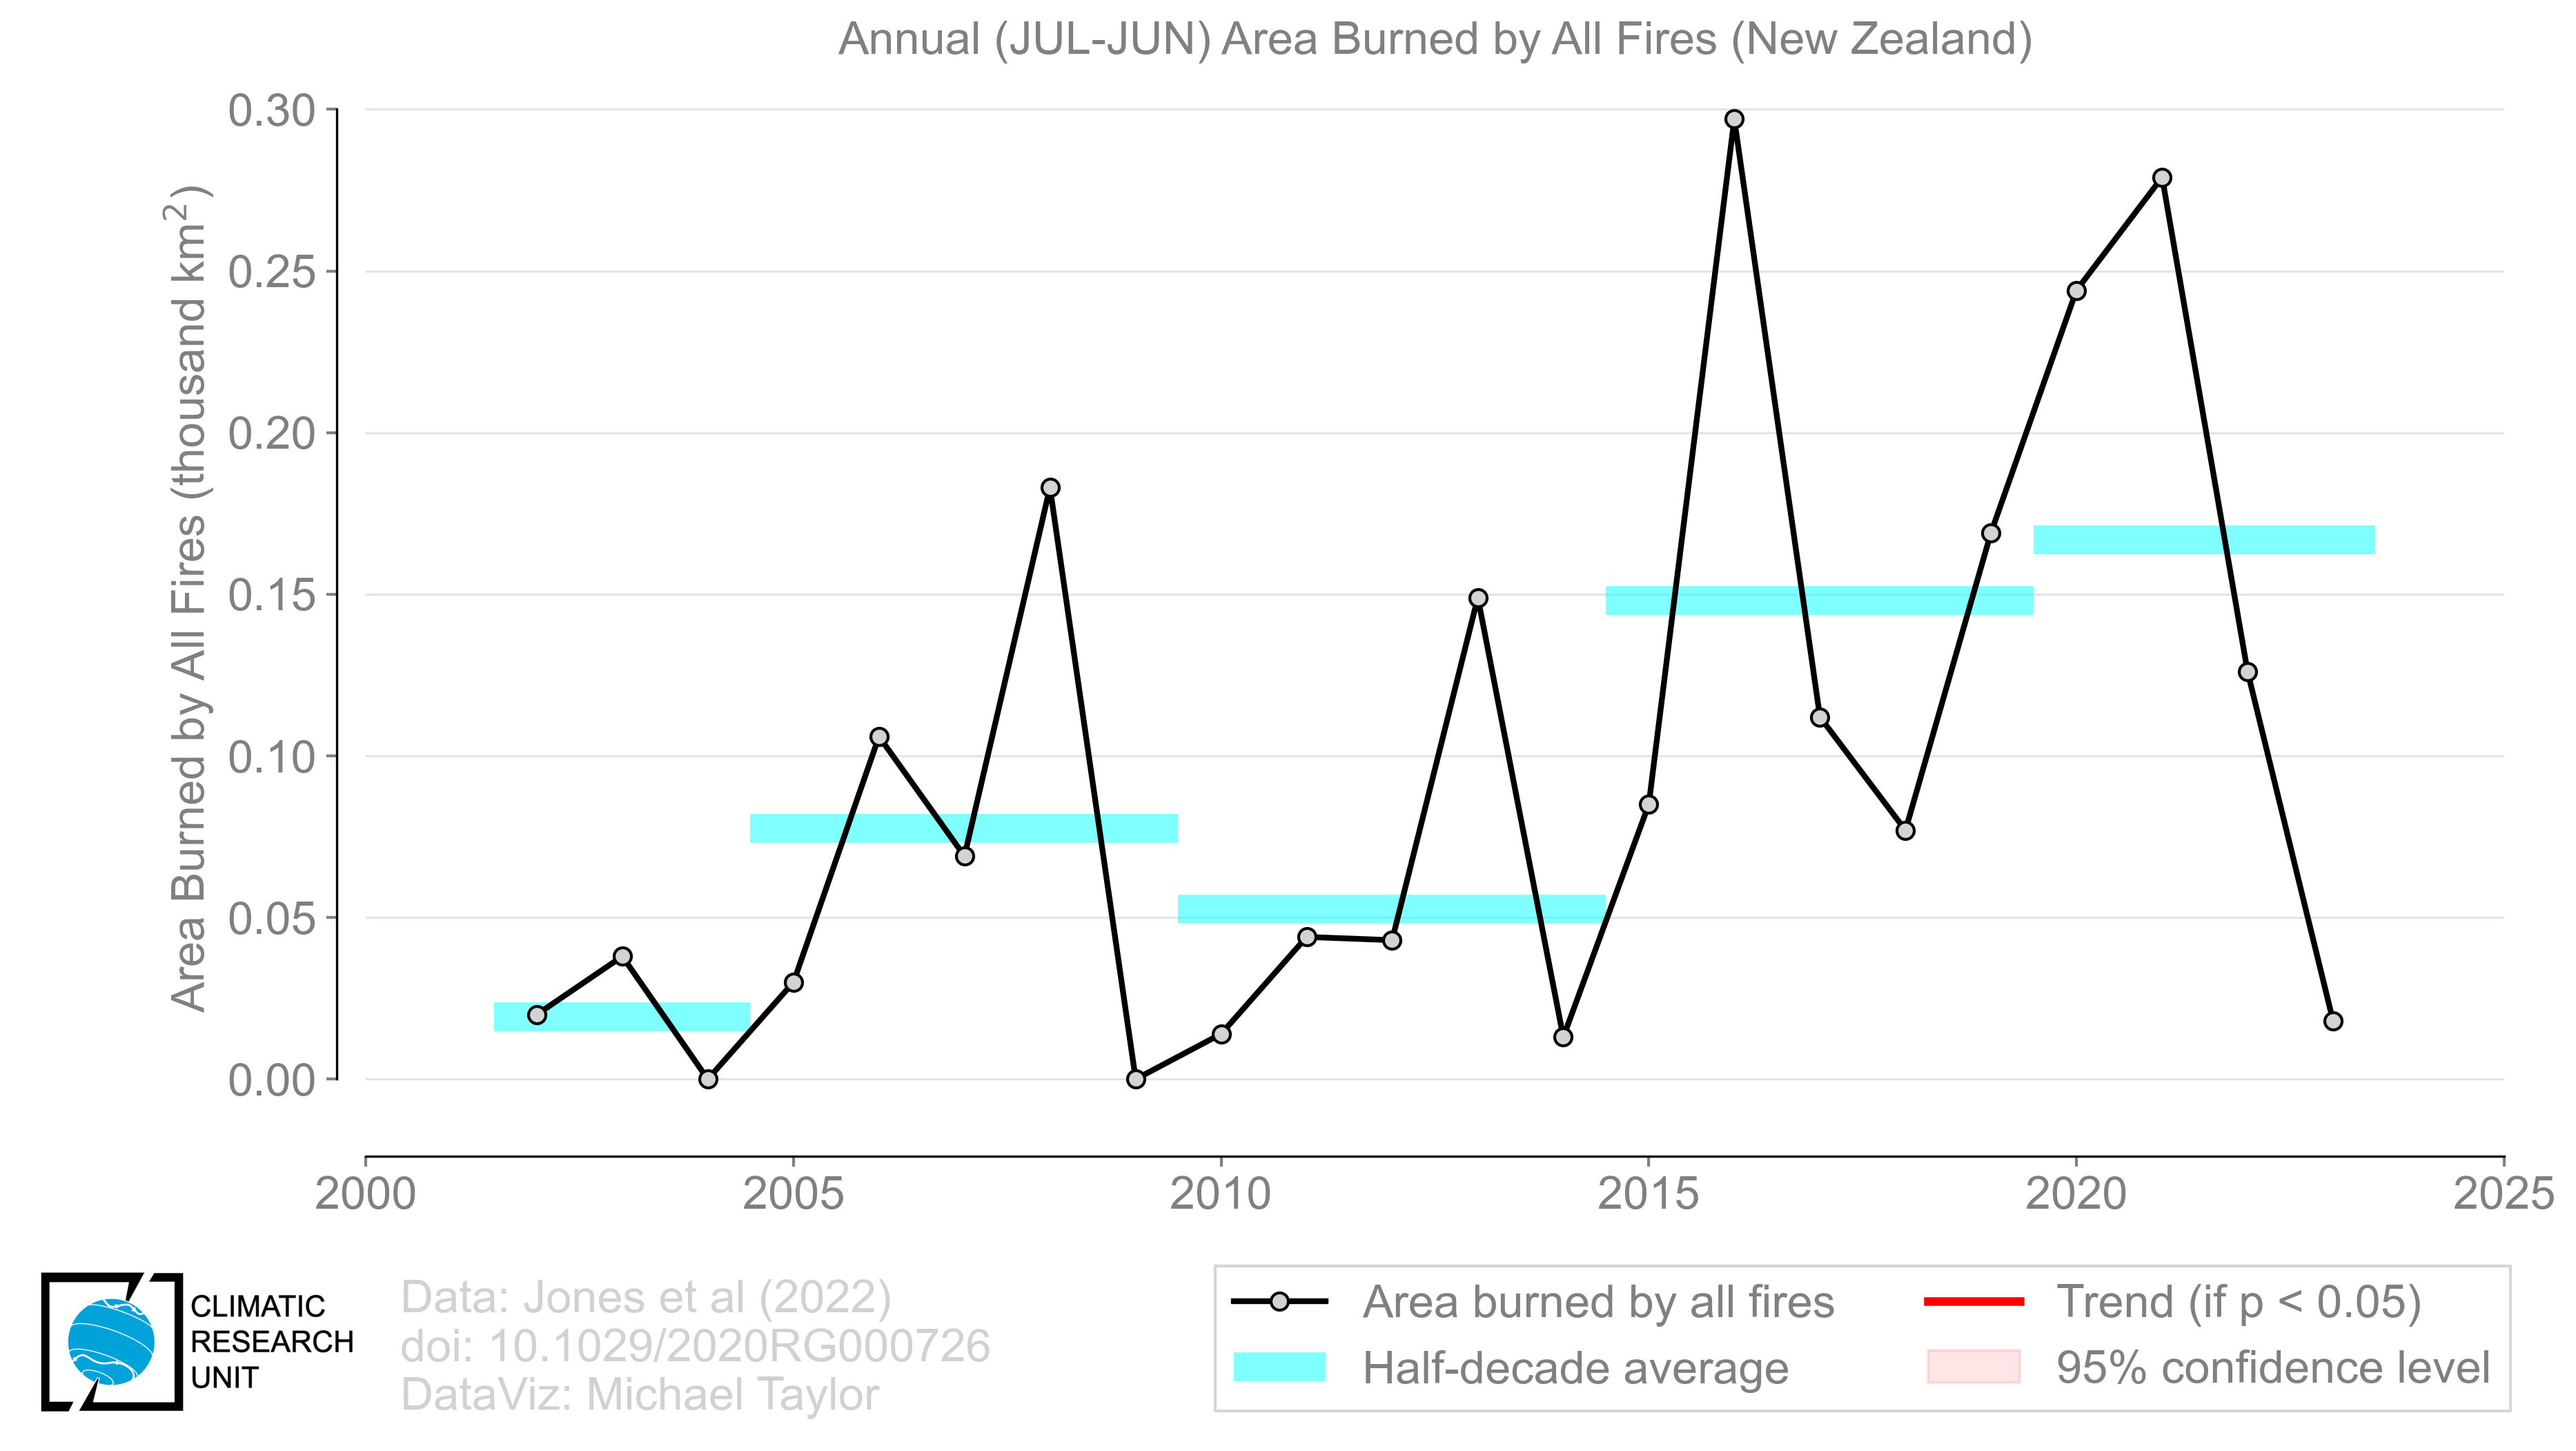 Annual (JUL-JUN) Area Burned by All Fires (New Zealand)
Area Burned by All Fires (thousand km²)
0.30
0.25
0.20
0.15
0.10
0.05
0.00
2000 2005 2010 2015 2020 2025
CLIMATIC
RESEARCH
UNIT
Data: Jones et al (2022)
doi: 10.1029/2020RG000726
DataViz: Michael Taylor
Area burned by all fires
Half-decade average
Trend (if p < 0.05)
95% confidence level